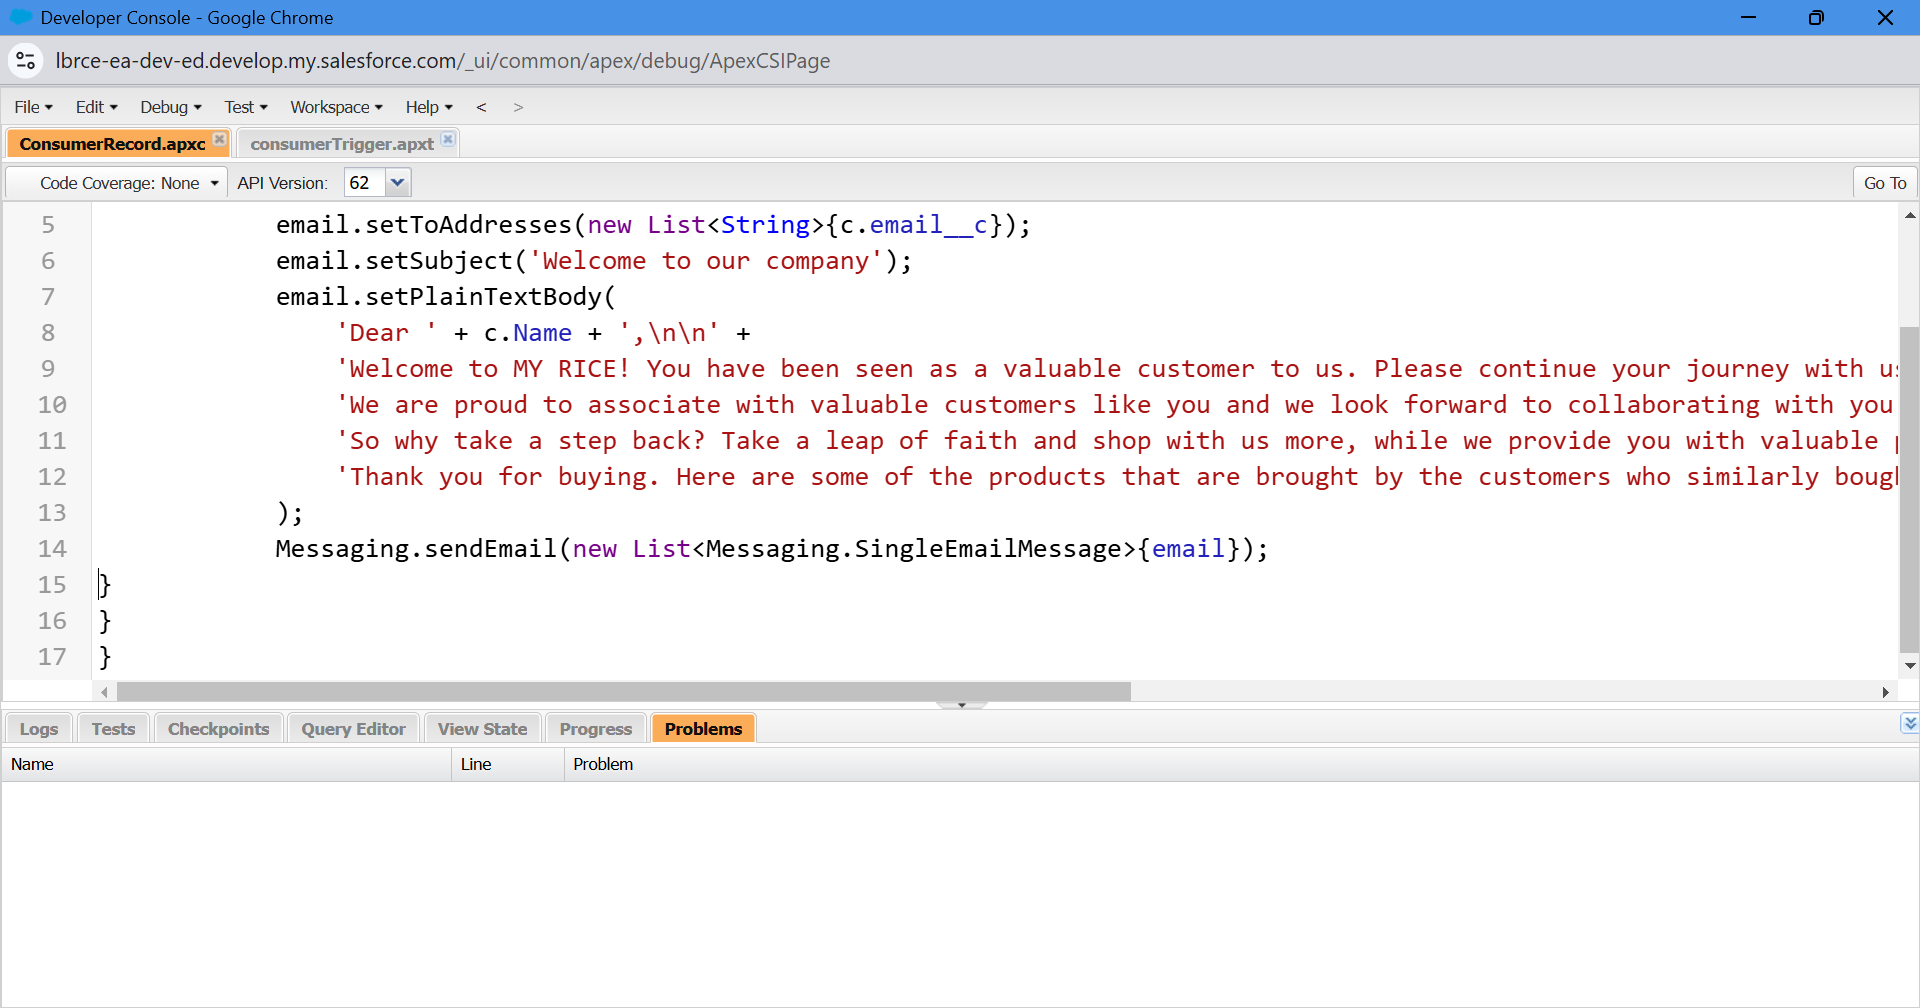 Developer Console - Google Chrome
lbrce-ea-dev-ed.develop.my.salesforce.com/_ui/common/apex/debug/ApexCSIPage
File Edit Debug Test Workspace Help < >
ConsumerRecord.apxc consumerTrigger.apxt
Code Coverage: None API Version: 62 Go To
5 email.setToAddresses(new List<String>{c.email__c});
6 email.setSubject('Welcome to our company');
7 email.setPlainTextBody(
8 'Dear ' + c.Name + ',\n\n' +
9 'Welcome to MY RICE! You have been seen as a valuable customer to us. Please continue your journey with
10 'We are proud to associate with valuable customers like you and we look forward to collaborating with you
11 'So why take a step back? Take a leap of faith and shop with us more, while we provide you with valuable
12 'Thank you for buying. Here are some of the products that are brought by the customers who similarly
13 );
14 Messaging.sendEmail(new List<Messaging.SingleEmailMessage>{email});
15 }
16 }
17 }
Logs Tests Checkpoints Query Editor View State Progress Problems
Name Line Problem